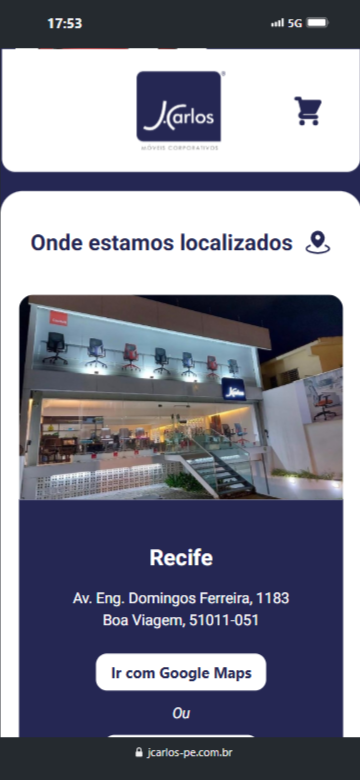 17:53
5G
J.Carlos
®
MÓVEIS CORPORATIVOS
Onde estamos localizados
J.Carlos
Recife
Av. Eng. Domingos Ferreira, 1183
Boa Viagem, 51011-051
Ir com Google Maps
Ou
jcarlos-pe.com.br